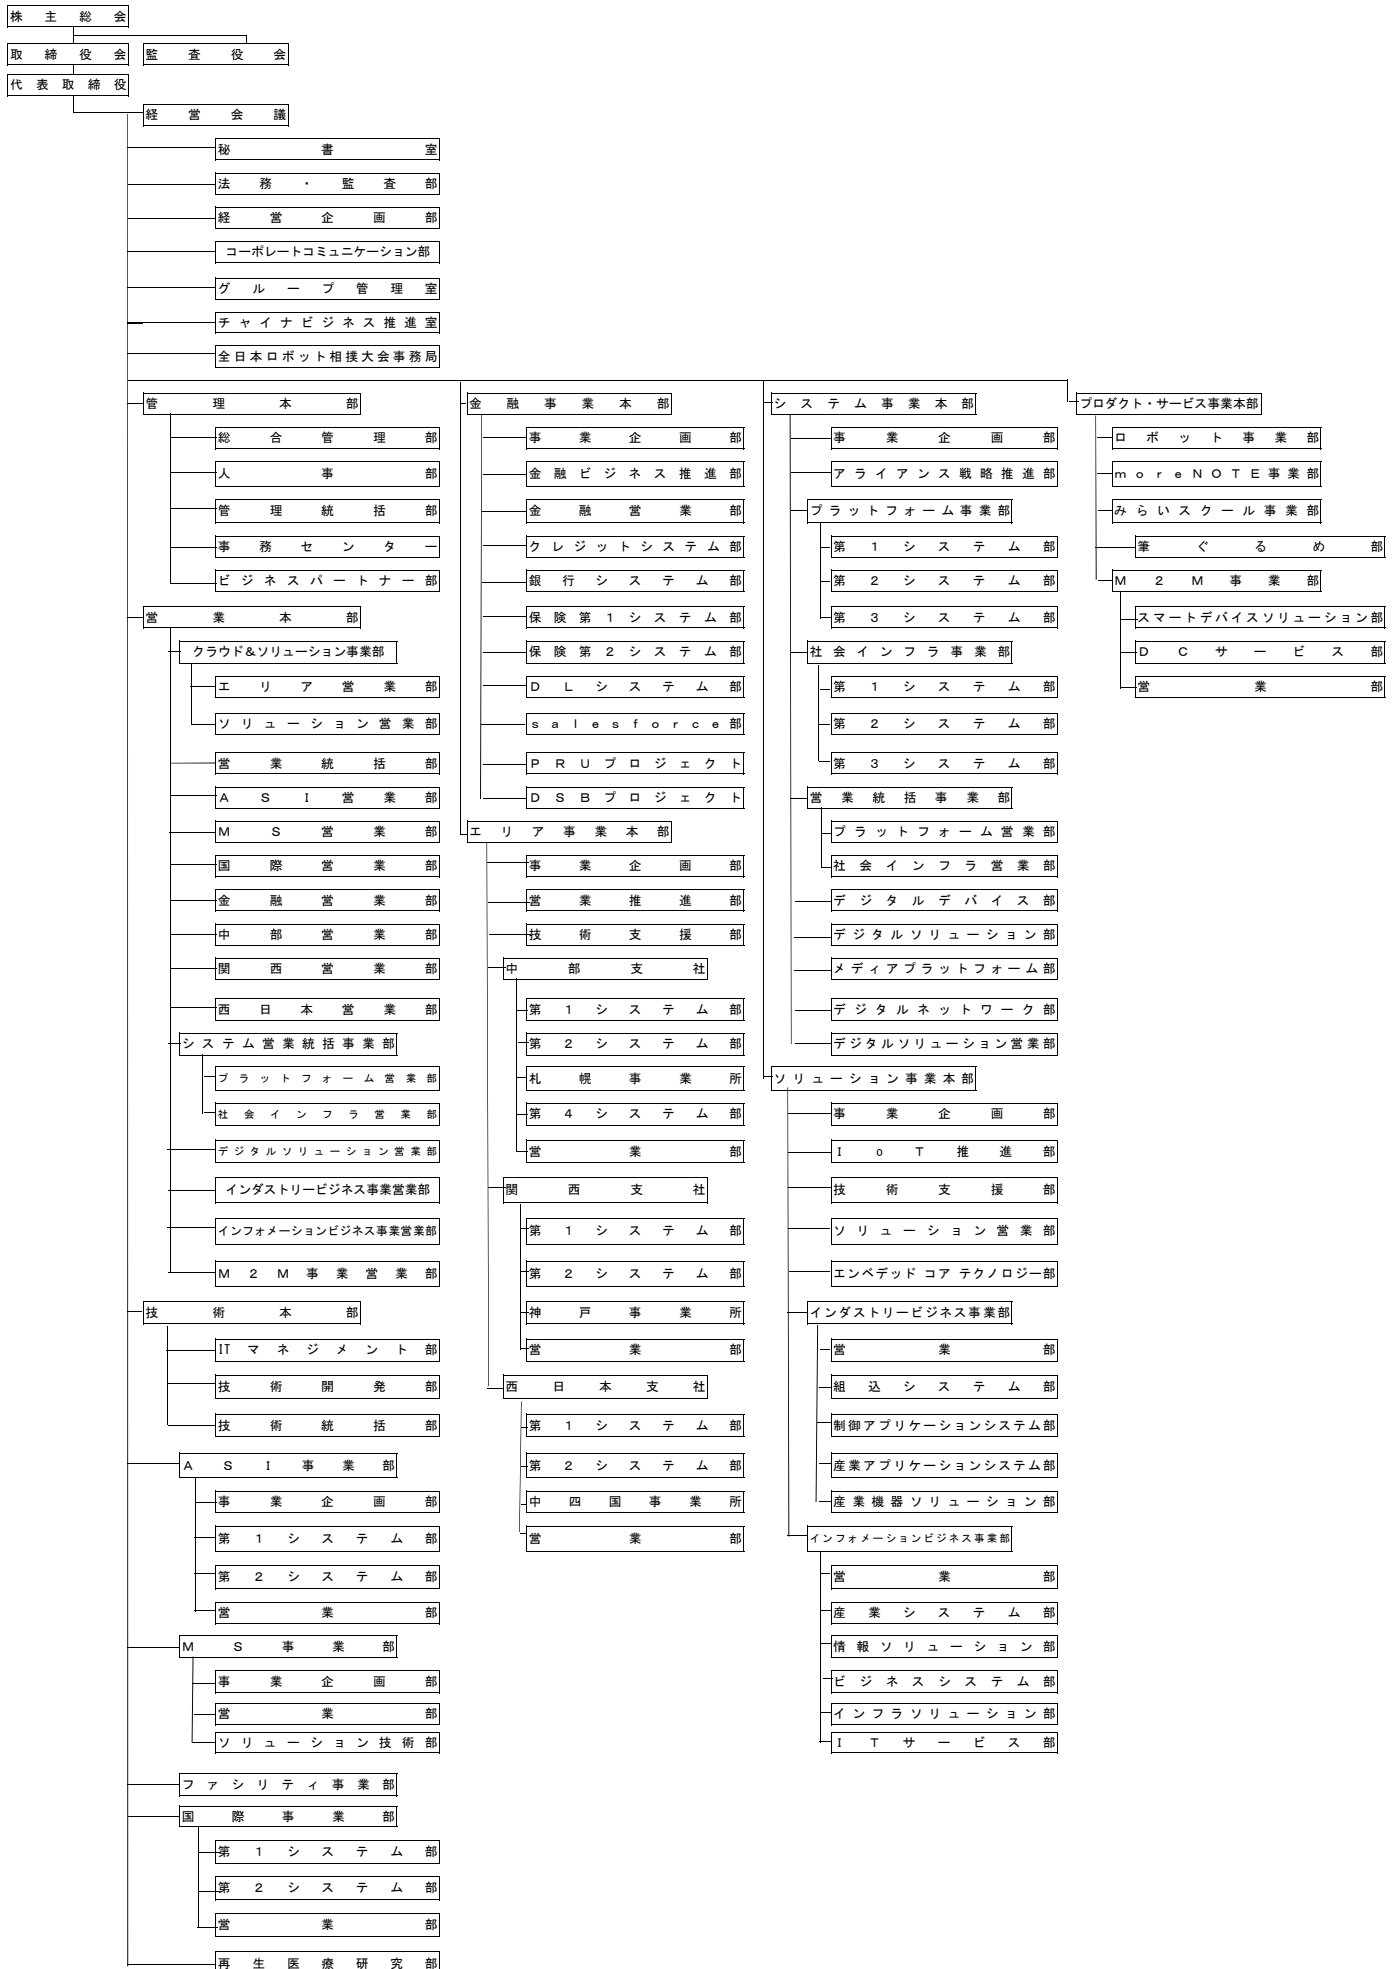 株主総会
取締役会
監査役会
代表取締役
経営会議
秘書室
法務・監査部
経営企画部
コーポレートコミュニケーション部
グループ管理室
チャイナビジネス推進室
全日本ロボット相撲大会事務局
管理本部
総合管理部
人事部
管理統括部
事務センター
ビジネスパートナー部
営業本部
クラウド&ソリューション事業部
エリア営業部
ソリューション営業部
営業統括部
ASI営業部
MS営業部
国際営業部
金融営業部
中部営業部
関西営業部
西日本営業部
システム営業統括事業部
プラットフォーム営業部
社会インフラ営業部
デジタルソリューション営業部
インダストリービジネス事業営業部
インフォメーションビジネス事業営業部
M2M事業営業部
技術本部
ITマネジメント部
技術開発部
技術統括部
ASI事業部
事業企画部
第1システム部
第2システム部
営業部
MS事業部
事業企画部
営業部
ソリューション技術部
ファシリティ事業部
国際事業部
第1システム部
第2システム部
営業部
再生医療研究部
金融事業本部
事業企画部
金融ビジネス推進部
金融営業部
クレジットシステム部
銀行システム部
保険第1システム部
保険第2システム部
DLシステム部
salesforce部
PRUプロジェクト
DSBプロジェクト
エリア事業本部
事業企画部
営業推進部
技術支援部
中部支社
第1システム部
第2システム部
札幌事業所
第4システム部
営業部
関西支社
第1システム部
第2システム部
神戸事業所
営業部
西日本支社
第1システム部
第2システム部
中四国事業所
営業部
システム事業本部
事業企画部
アライアンス戦略推進部
プラットフォーム事業部
第1システム部
第2システム部
第3システム部
社会インフラ事業部
第1システム部
第2システム部
第3システム部
営業統括事業部
プラットフォーム営業部
社会インフラ営業部
デジタルデバイス部
デジタルソリューション部
メディアプラットフォーム部
デジタルネットワーク部
デジタルソリューション営業部
ソリューション事業本部
事業企画部
IoT推進部
技術支援部
ソリューション営業部
エンベデッド コア テクノロジー部
インダストリービジネス事業部
営業部
組込システム部
制御アプリケーションシステム部
産業アプリケーションシステム部
産業機器ソリューション部
インフォメーションビジネス事業部
営業部
産業システム部
情報ソリューション部
ビジネスシステム部
インフラソリューション部
ITサービス部
プロダクト・サービス事業本部
ロボット事業部
moreNOTE事業部
みらいスクール事業部
筆ぐるめ部
M2M事業部
スマートデバイスソリューション部
DCサービス部
営業部